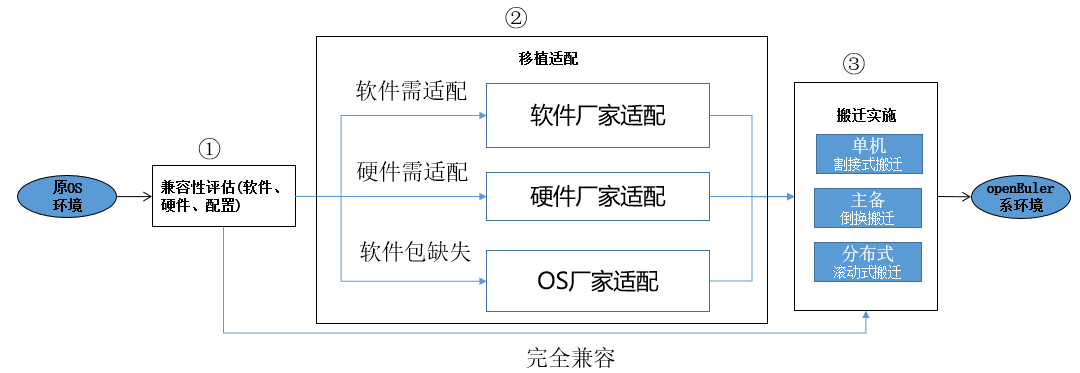 ②
移植适配
③
①
软件需适配
软件厂家适配
搬迁实施
单机
割接式搬迁
硬件需适配
硬件厂家适配
原OS
环境
兼容性评估(软件、
硬件、配置)
主备
倒换搬迁
openEuler
系环境
软件包缺失
OS厂家适配
分布式
滚动式搬迁
完全兼容